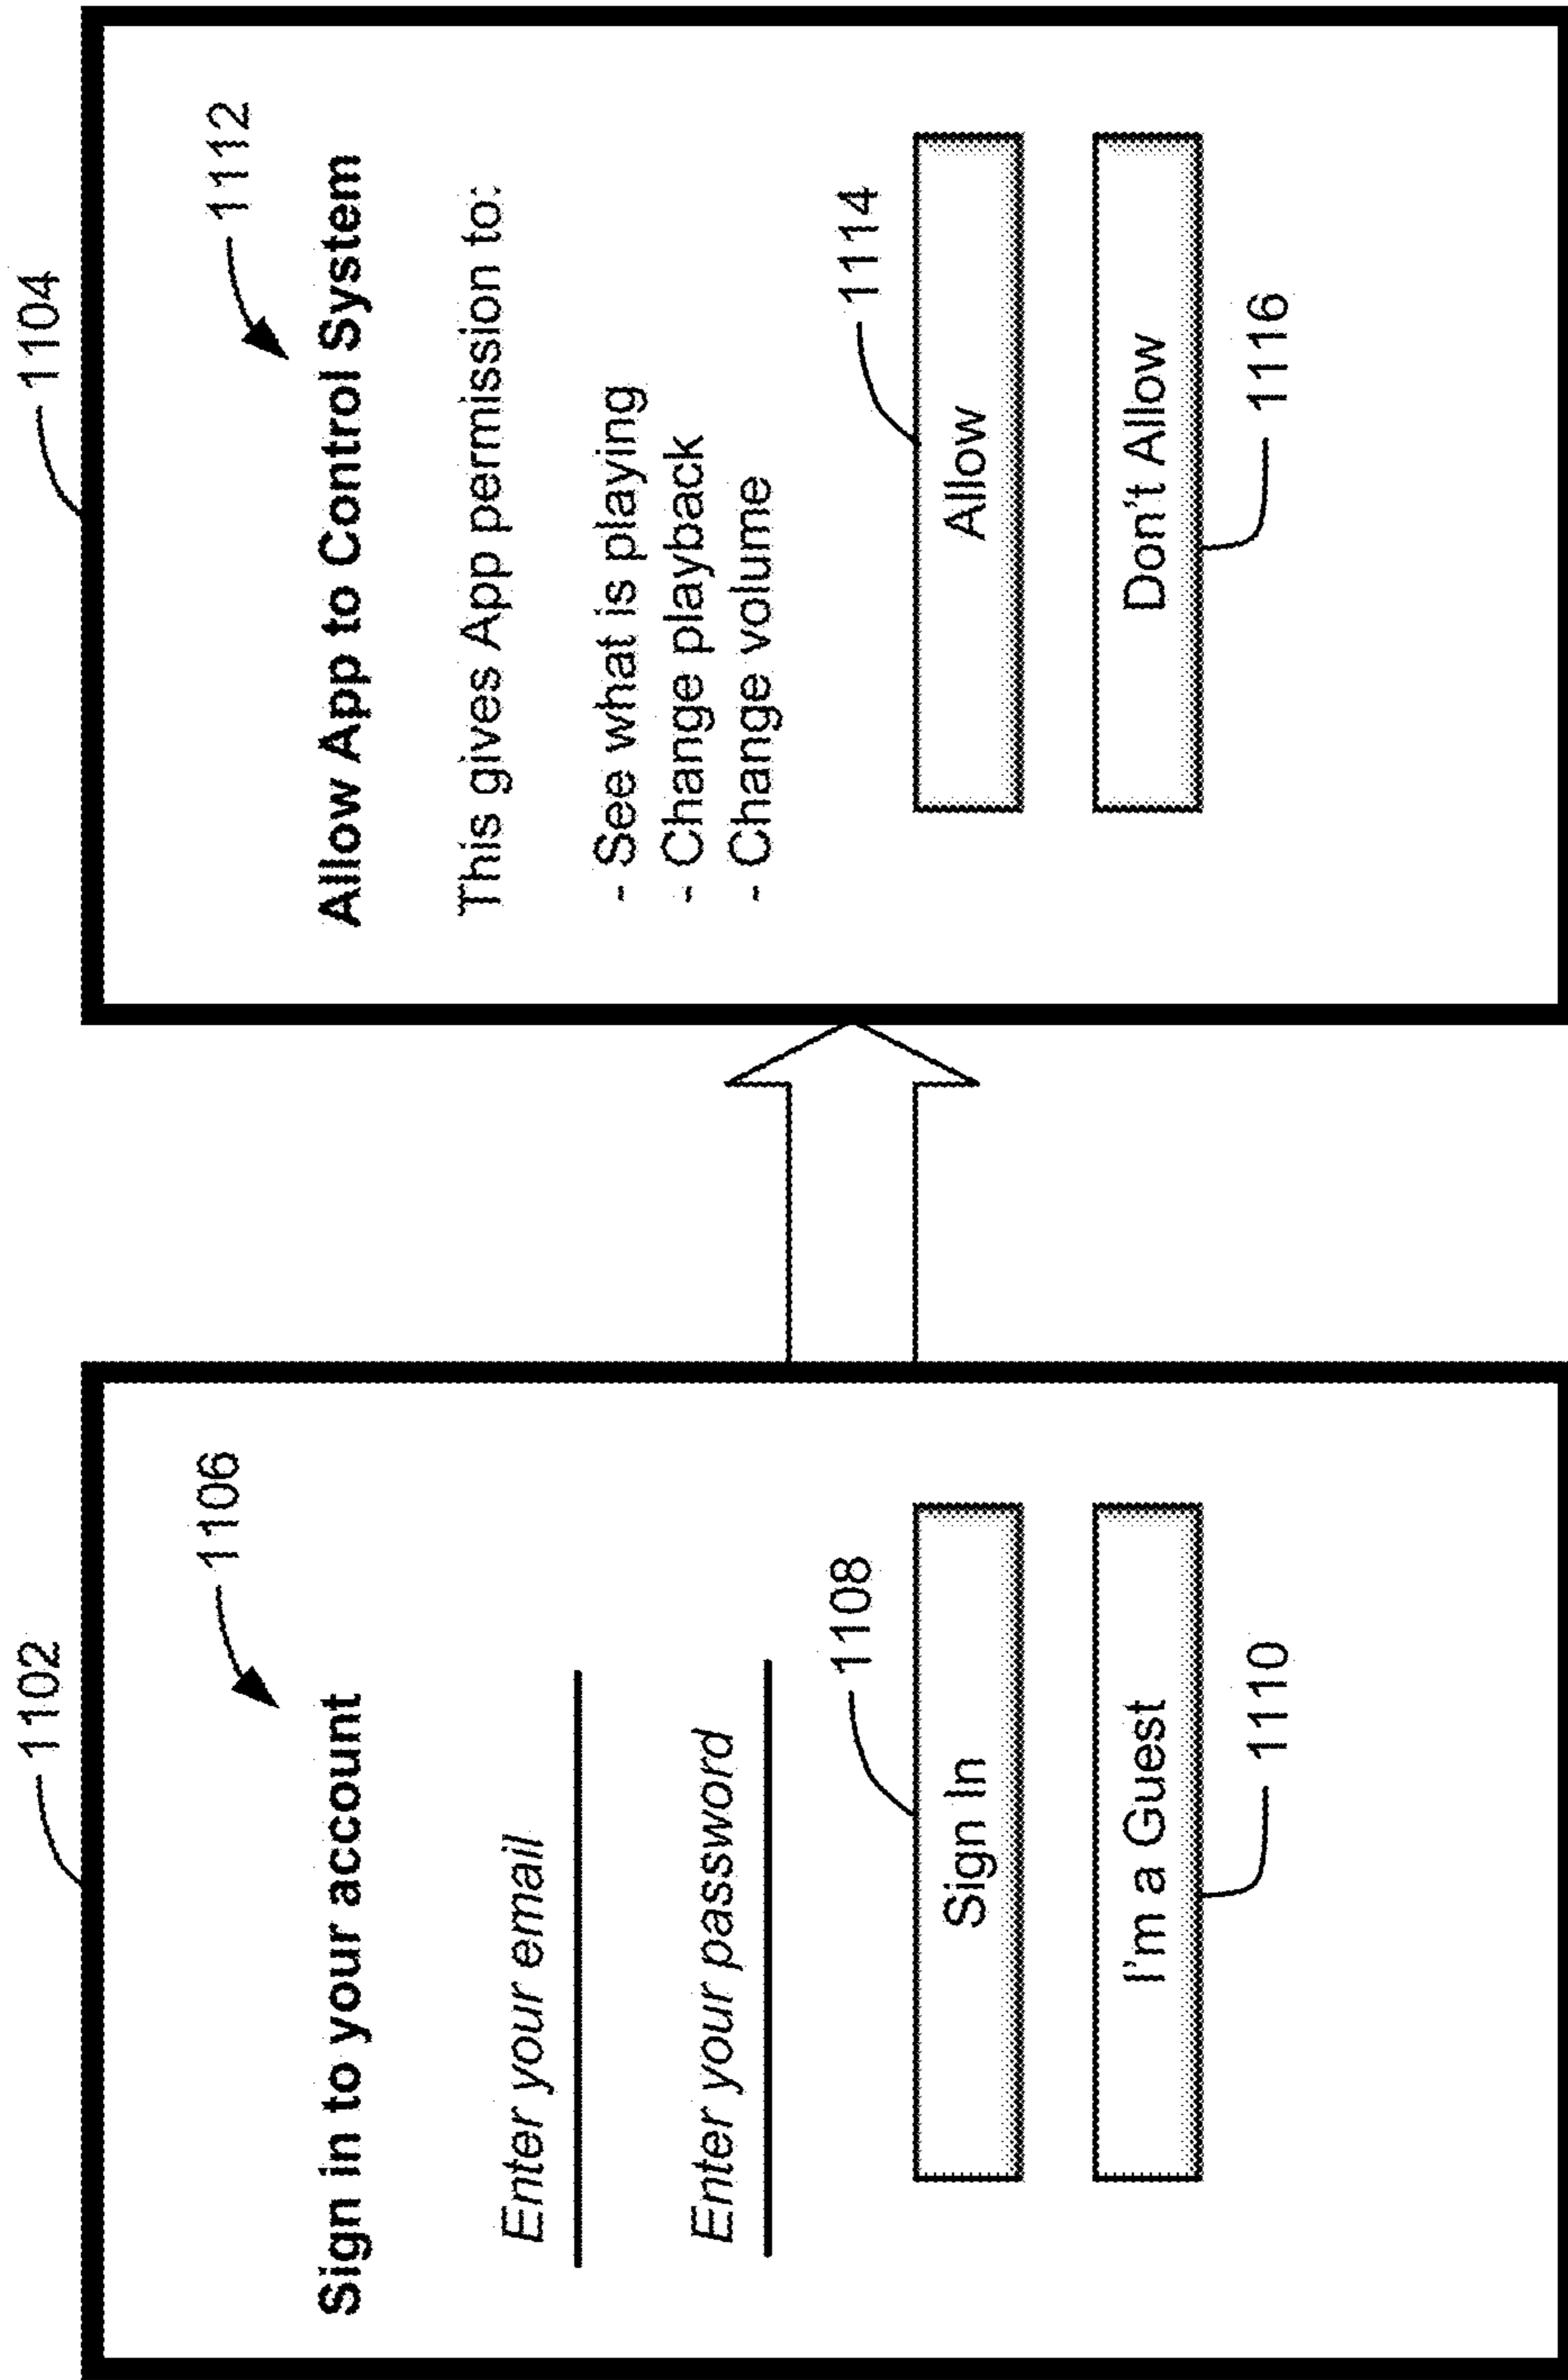 1102
1106
Sign in to your account
Enter your email
Enter your password
1108
Sign In
I'm a Guest
1110
1104
1112
Allow App to Control System
This gives App permission to:
- See what is playing
- Change playback
- Change volume
1114
Allow
Don't Allow
1116